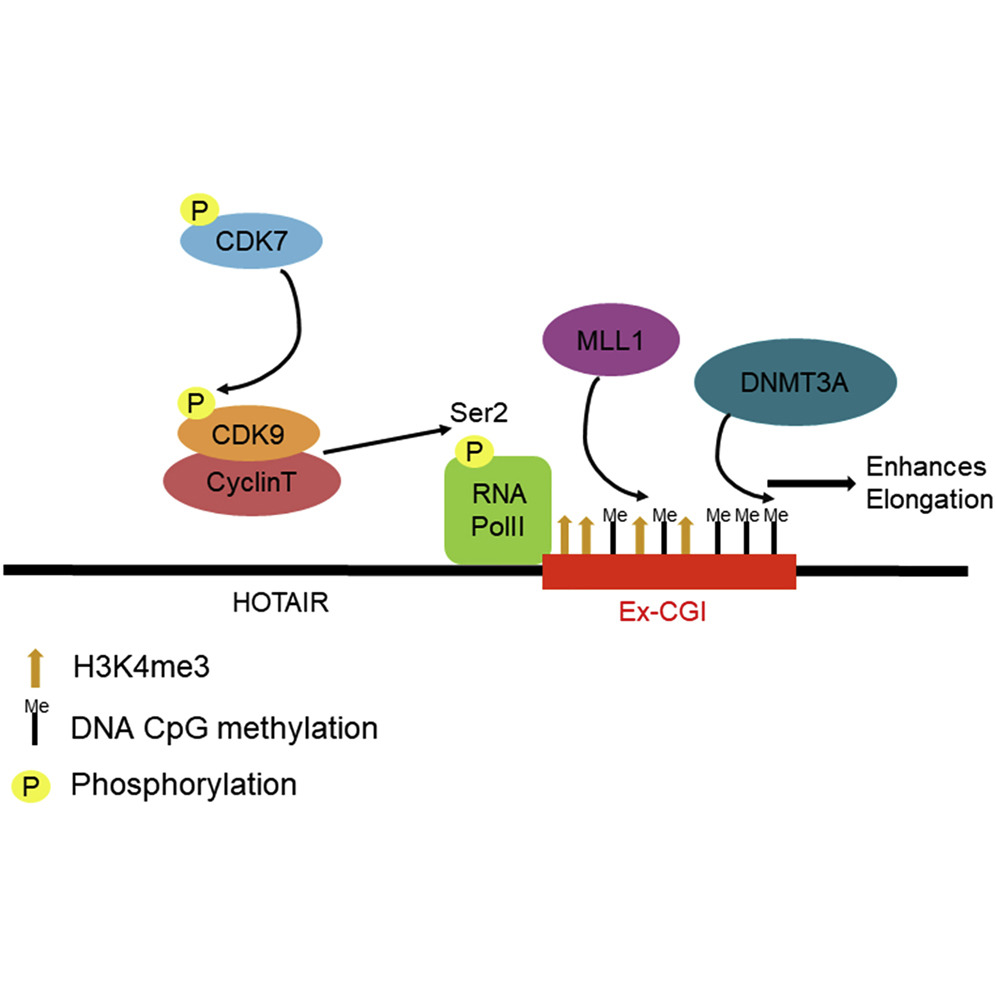 P
CDK7
P
CDK9
CyclinT
Ser2
P
RNA
PolII
MLL1
DNMT3A
Enhances
Elongation
Me Me Me Me Me
HOTAIR
Ex-CGI
H3K4me3
Me
DNA CpG methylation
P Phosphorylation